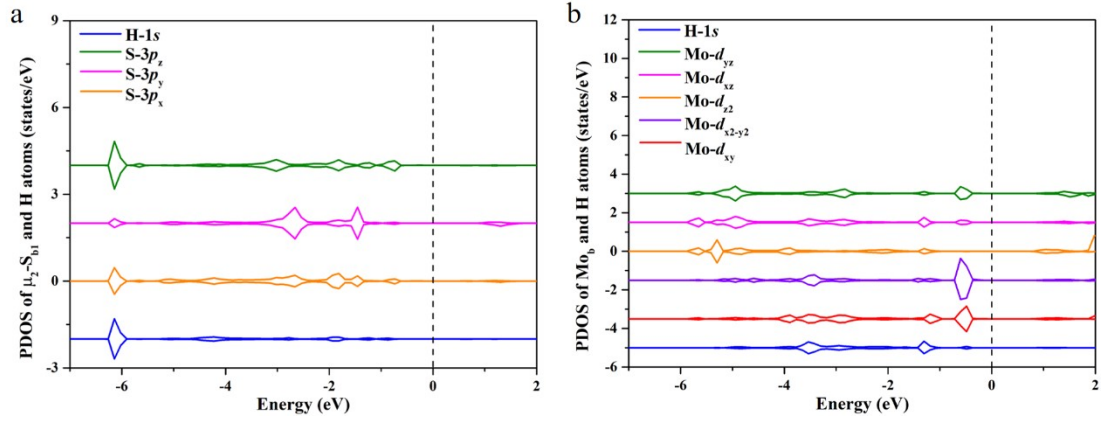 a
PDOS of μ2-Sb1 and H atoms (states/eV)
9
6
3
0
-3
H-1s
S-3pz
S-3py
S-3px
-6
-4
-2
0
2
Energy (eV)
b
PDOS of Mob and H atoms (states/eV)
12
10
8
6
4
2
0
-2
-4
-6
H-1s
Mo-dyz
Mo-dxz
Mo-dz2
Mo-dx2-y2
Mo-dxy
-6
-4
-2
0
2
Energy (eV)